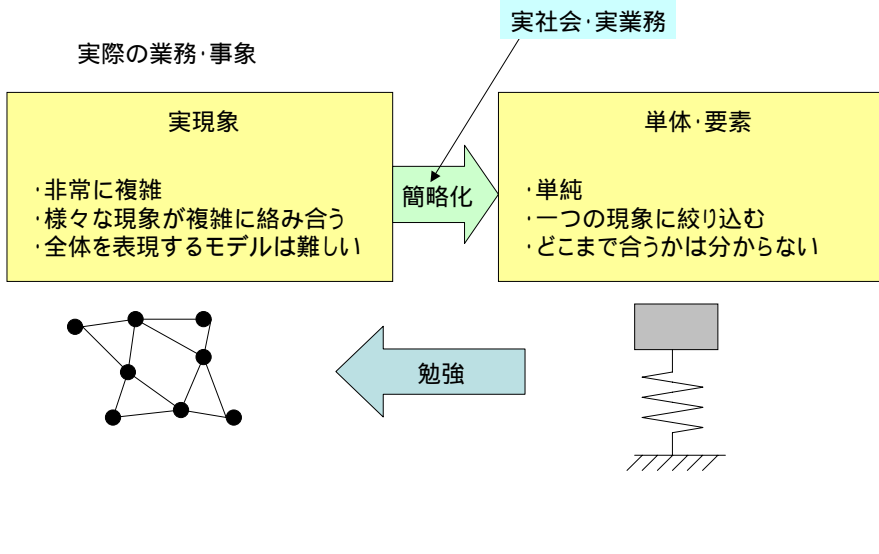 実社会・実業務
実際の業務・事象
実現象
・非常に複雑
・様々な現象が複雑に絡み合う
・全体を表現するモデルは難しい
簡略化
単体・要素
・単純
・一つの現象に絞り込む
・どこまで合うかは分からない
勉強